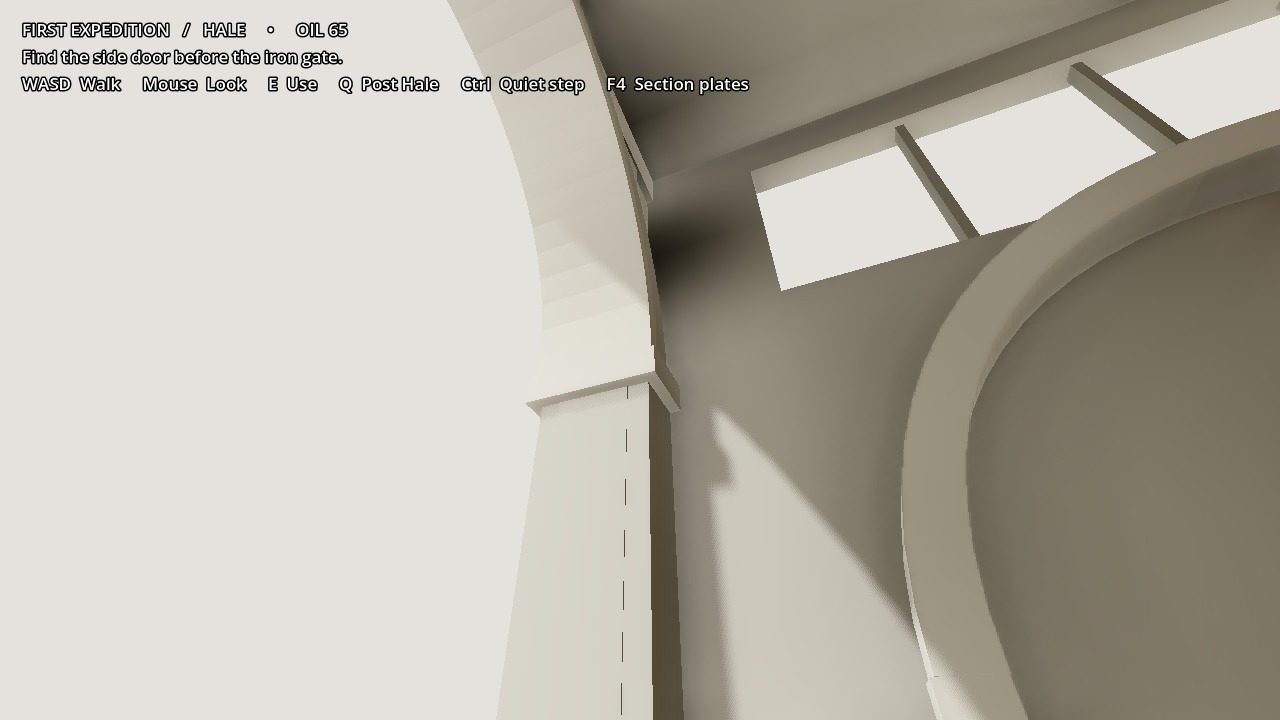 FIRST EXPEDITION / HALE • OIL 65
Find the side door before the iron gate.
WASD Walk Mouse Look E Use Q Post Hale Ctrl Quiet step F4 Section plates